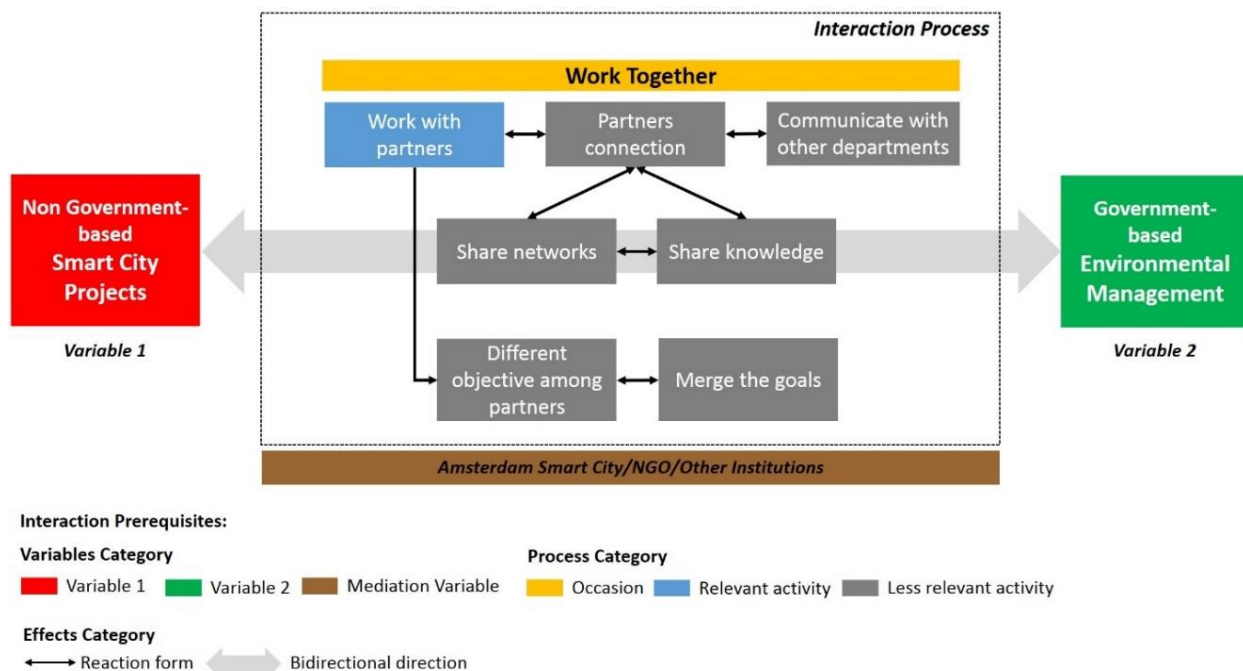 Interaction Process
Work Together
Work with
partners
Partners
connection
Communicate with
other departments
Non Government-
based
Smart City
Projects
Variable 1
Share networks
Share knowledge
Government-
based
Environmental
Management
Variable 2
Different
objective among
partners
Merge the goals
Amsterdam Smart City/NGO/Other Institutions
Interaction Prerequisites:
Variables Category
Variable 1
Variable 2
Mediation Variable
Process Category
Occasion
Relevant activity
Less relevant activity
Effects Category
Reaction form
Bidirectional direction